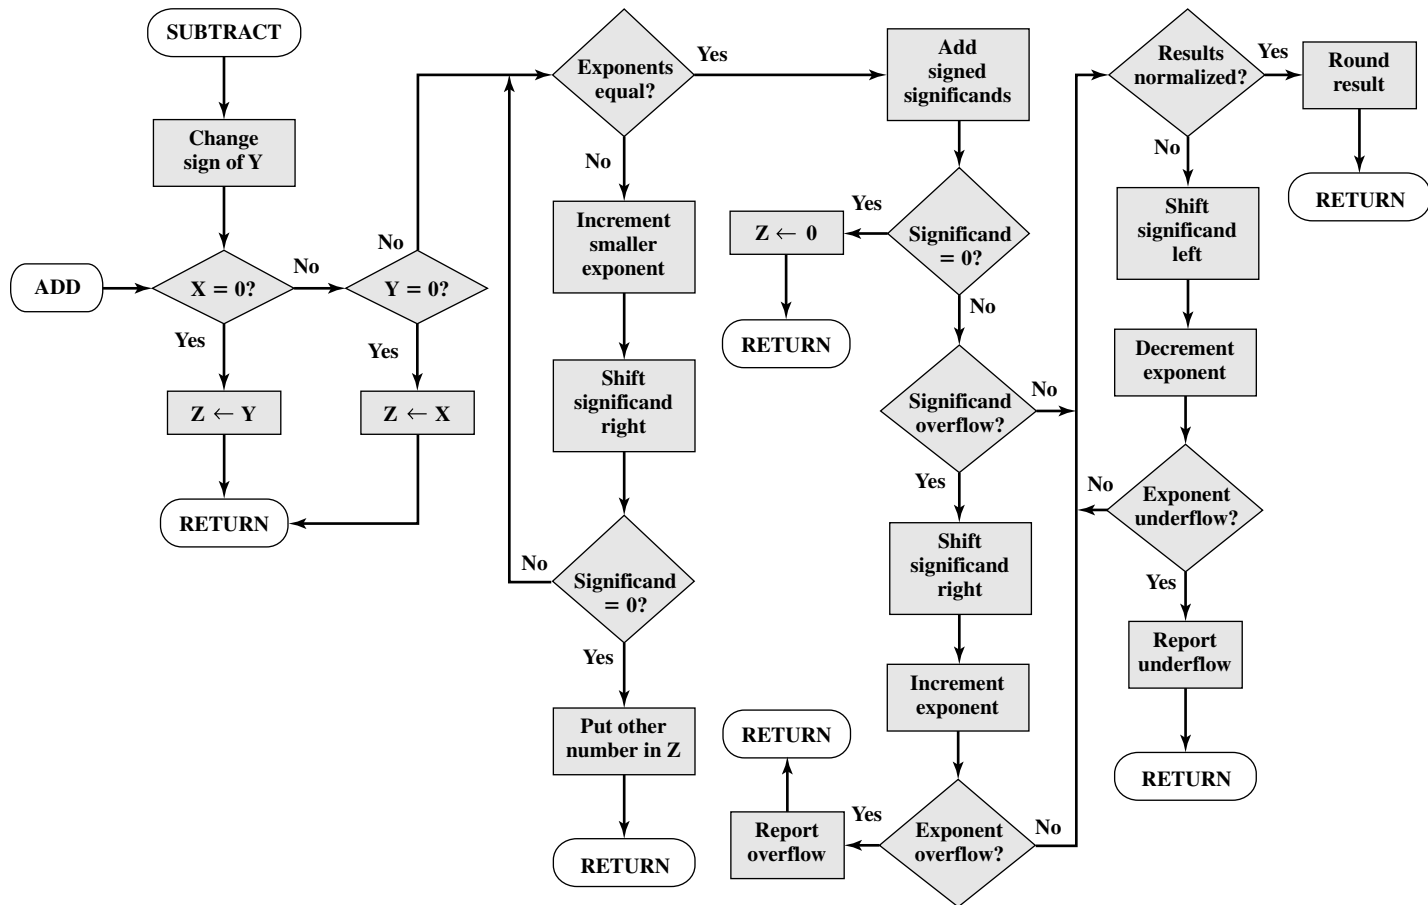 SUBTRACT
Change
sign of Y
ADD
X = 0?
No
Yes
Z ← Y
RETURN
Y = 0?
No
Yes
Z ← X
Exponents
equal?
Yes
No
Increment
smaller
exponent
Shift
significand
right
Significand
= 0?
No
Yes
Put other
number in Z
RETURN
Add
signed
significands
Significand
= 0?
Yes
Z ← 0
RETURN
No
Significand
overflow?
No
Yes
Shift
significand
right
Increment
exponent
Exponent
overflow?
Yes
Report
overflow
RETURN
No
Results
normalized?
Yes
Round
result
RETURN
No
Shift
significand
left
Decrement
exponent
Exponent
underflow?
No
Yes
Report
underflow
RETURN